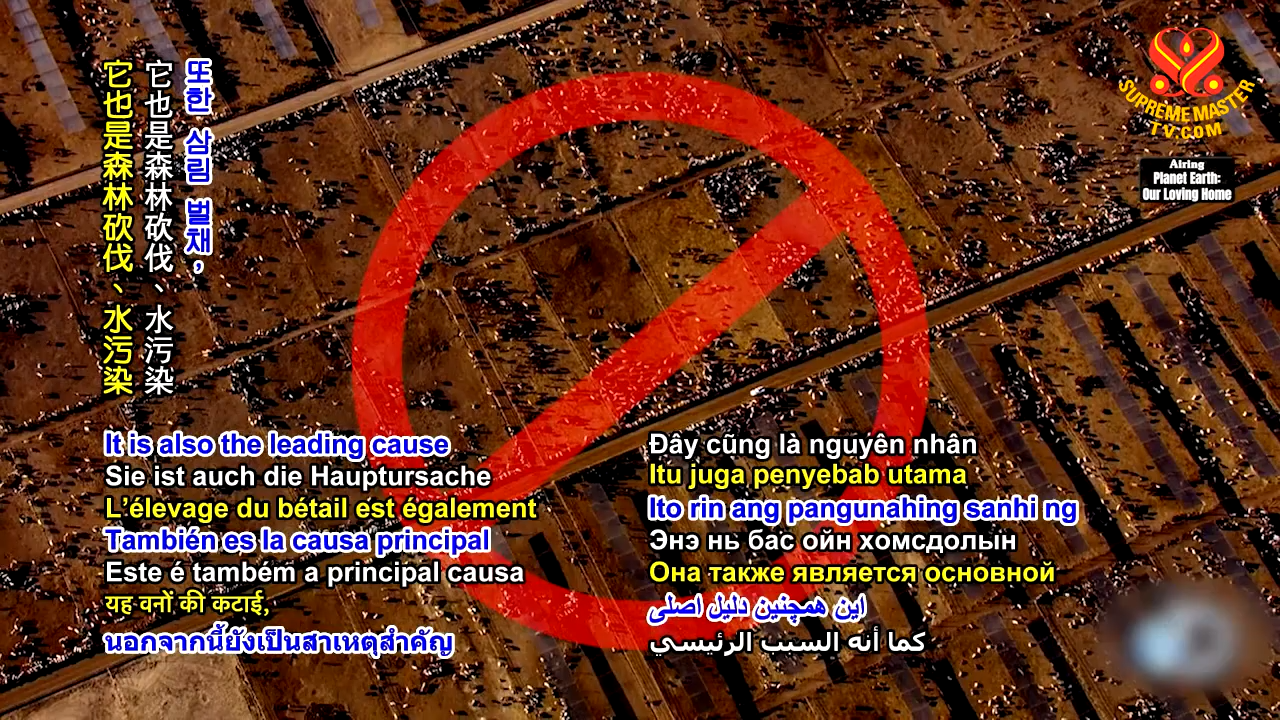 또한 삼림 벌채,
它也是森林砍伐、水污染
它也是森林砍伐、水污染
SUPREME MASTER
TV.COM
Airing
Planet Earth:
Our Loving Home
It is also the leading cause
Sie ist auch die Hauptursache
L'élevage du bétail est également
También es la causa principal
Este é também a principal causa
यह वनों की कटाई,
นอกจากนี้ยังเป็นสาเหตุสำคัญ
Đây cũng là nguyên nhân
Itu juga penyebab utama
Ito rin ang pangunahing sanhi ng
Энэ нь бас ойн хомсдолын
Она также является основной
این همچنین دلیل اصلی
كما أنه السبب الرئيسي